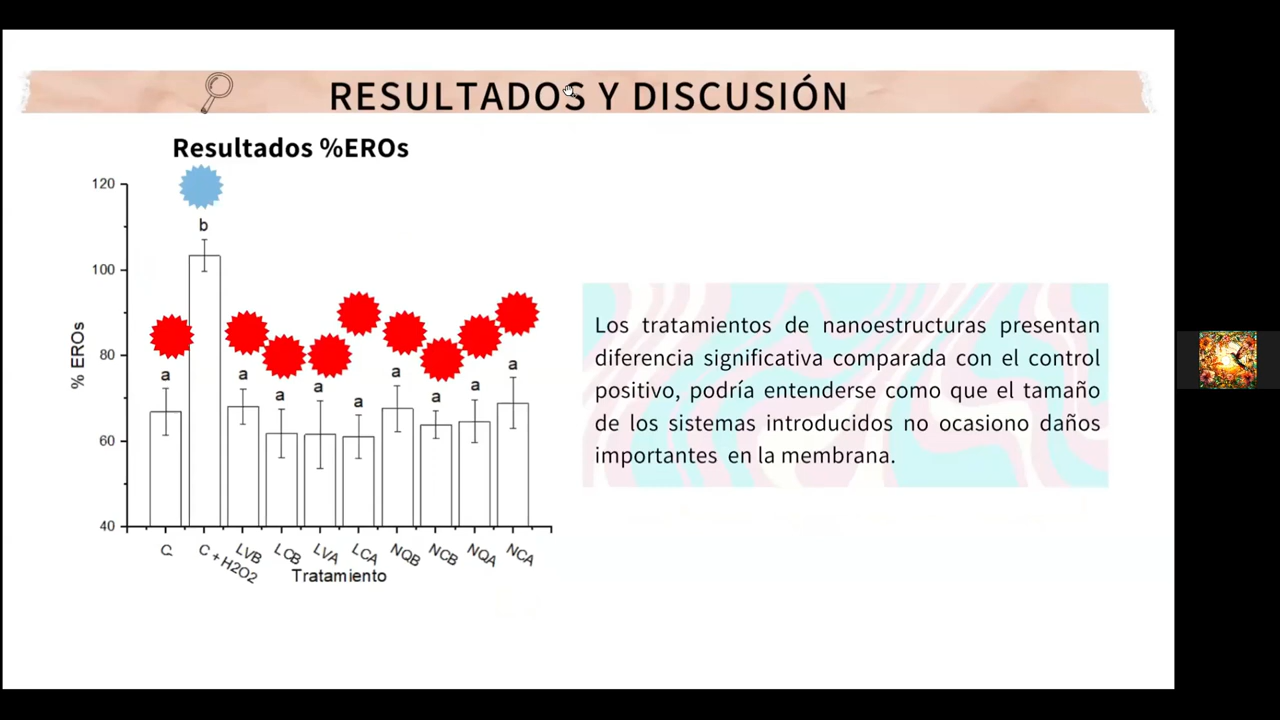 RESULTADOS Y DISCUSIÓN
Resultados %EROs
120
100
80
60
40
% EROs
a
b
a
a
a
a
a
a
a
a
C-
C + H2O2
LVB
LCB
LVA
LCA
NQB
NCB
NQA
NCA
Tratamiento
Los tratamientos de nanoestructuras presentan
diferencia significativa comparada con el control
positivo, podría entenderse como que el tamaño
de los sistemas introducidos no ocasiono daños
importantes en la membrana.